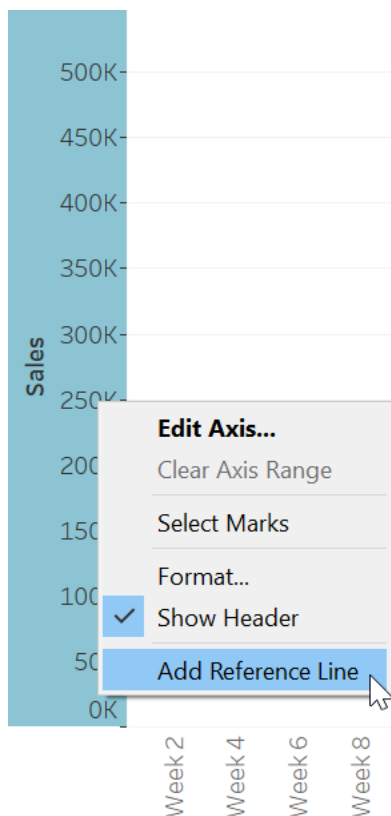 500K
450K
400K
350K
300K
Sales
250K
200
150
100
50
0K
Edit Axis...
Clear Axis Range
Select Marks
Format...
Show Header
Add Reference Line
Week 2
Week 4
Week 6
Week 8